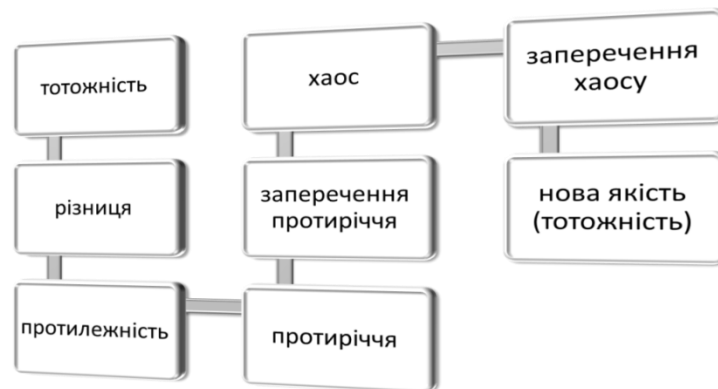 тотожність
різниця
протилежність
протиріччя
заперечення
протиріччя
хаос
заперечення
хаосу
нова якість
(тотожність)